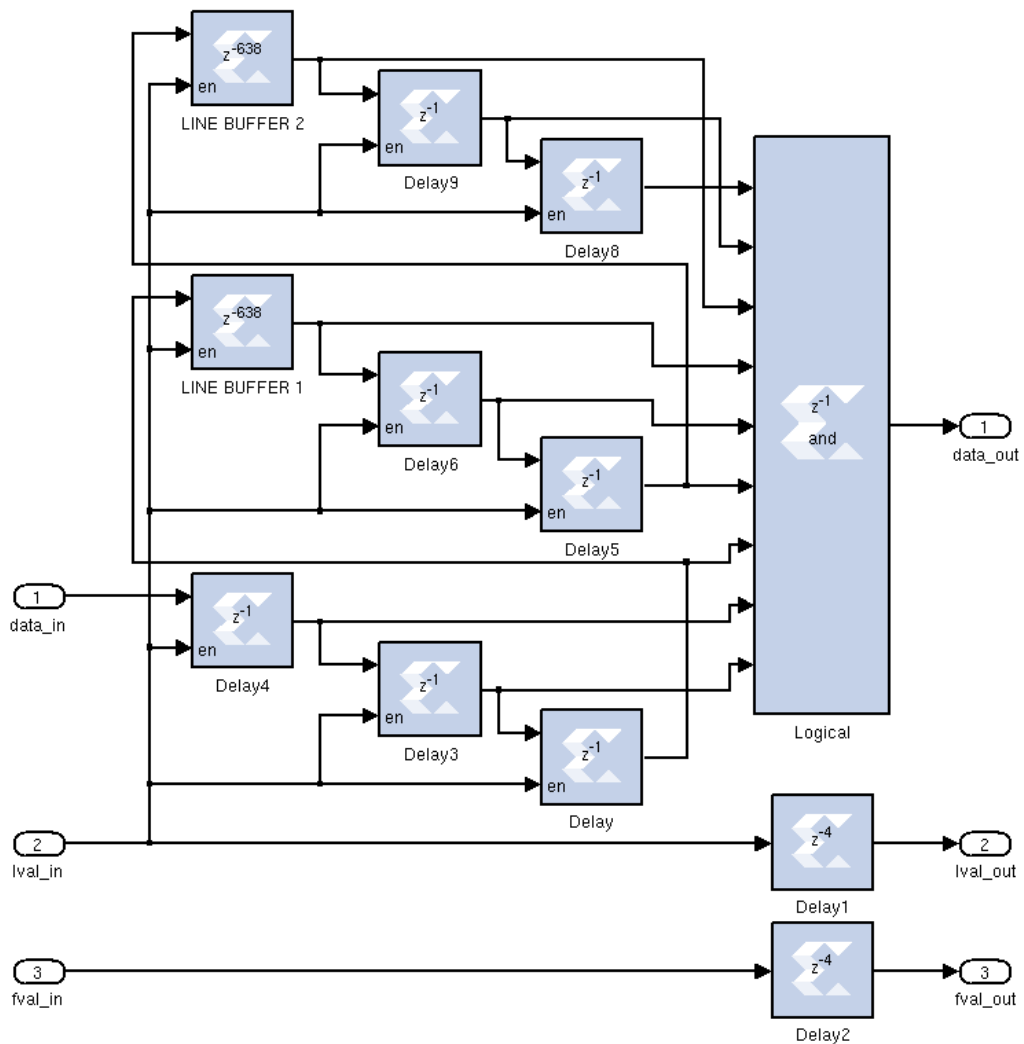 z-638
en
LINE BUFFER 2
z-1
en
Delay9
z-1
en
Delay8
z-638
en
LINE BUFFER 1
z-1
en
Delay6
z-1
en
Delay5
z-1
and
Logical
1
data_out
1
data_in
z-1
en
Delay4
z-1
en
Delay3
z-1
en
Delay
2
lval_in
z-4
Delay1
2
lval_out
3
fval_in
z-4
Delay2
3
fval_out